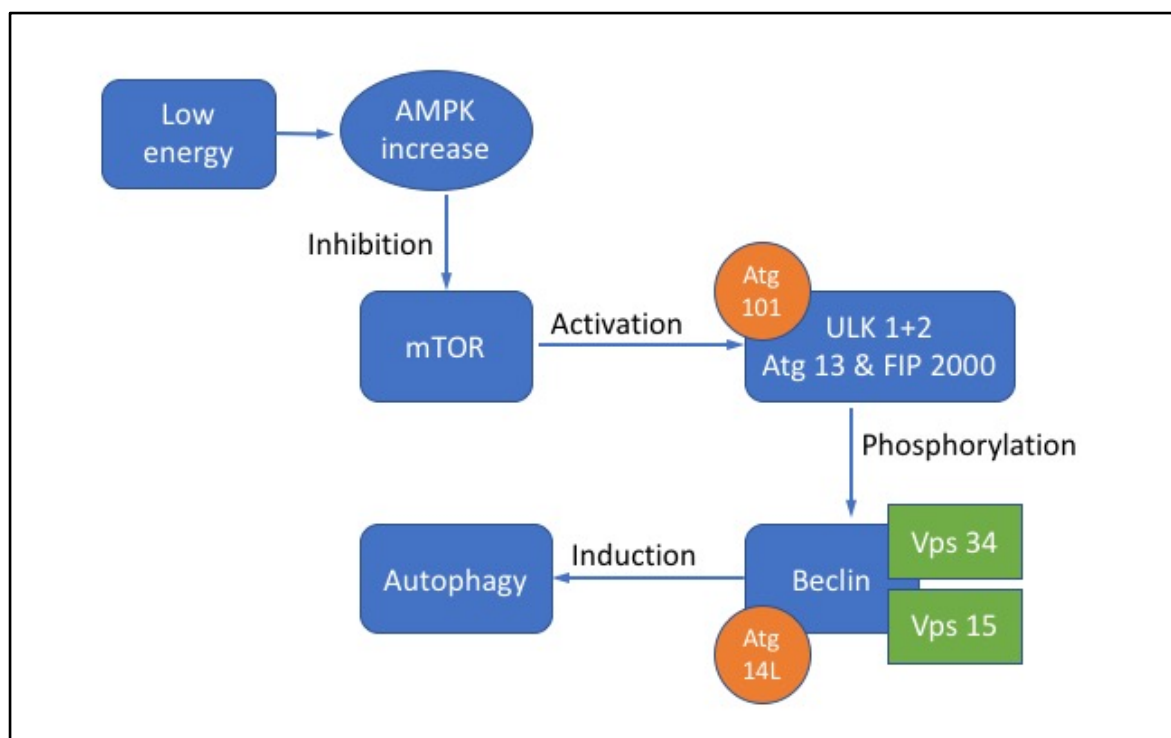 Low
energy
AMPK
increase
Inhibition
mTOR
Activation
Atg
101
ULK 1+2
Atg 13 & FIP 2000
Phosphorylation
Vps 34
Beclin
Vps 15
Atg
14L
Induction
Autophagy